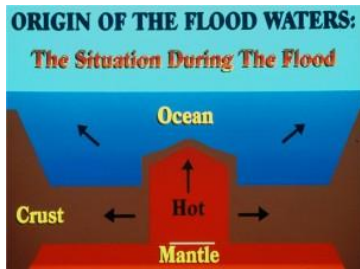 ORIGIN OF THE FLOOD WATERS:
The Situation During The Flood
Ocean
Hot
Crust
Mantle